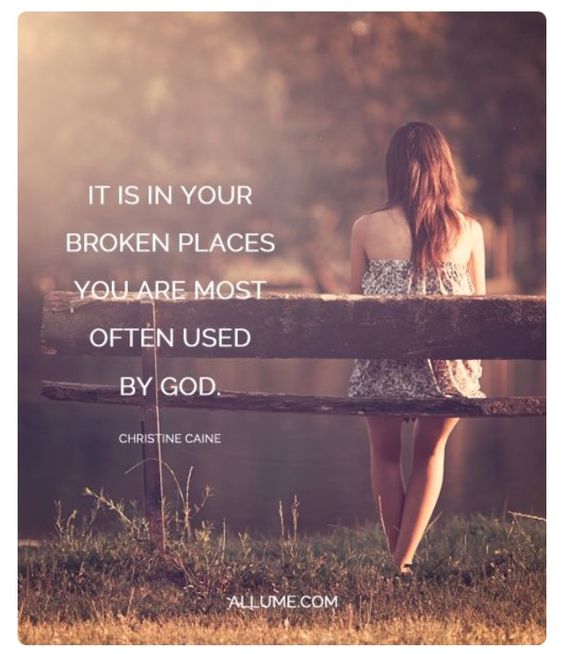 IT IS IN YOUR
BROKEN PLACES
YOU ARE MOST
OFTEN USED
BY GOD.
CHRISTINE CAINE
ALLUME.COM